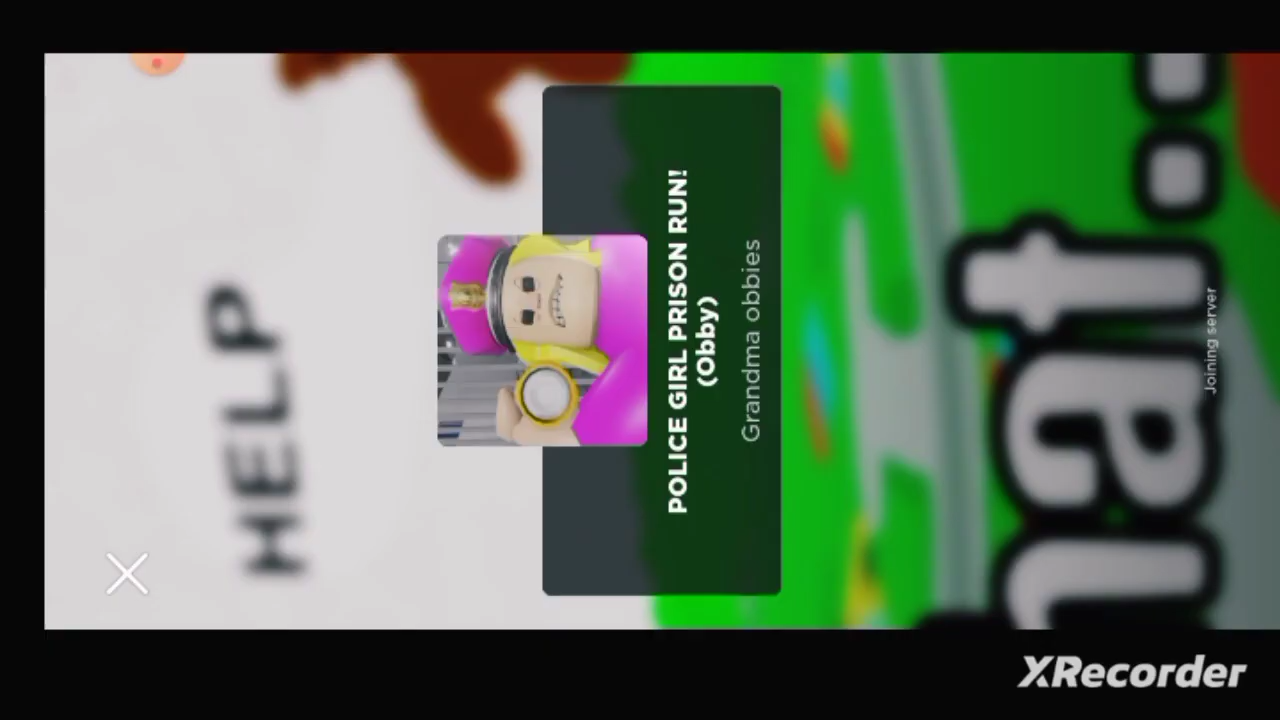 HELP
POLICE GIRL PRISON RUN!
(Obby)
Grandma obbies
Joining server
XRecorder